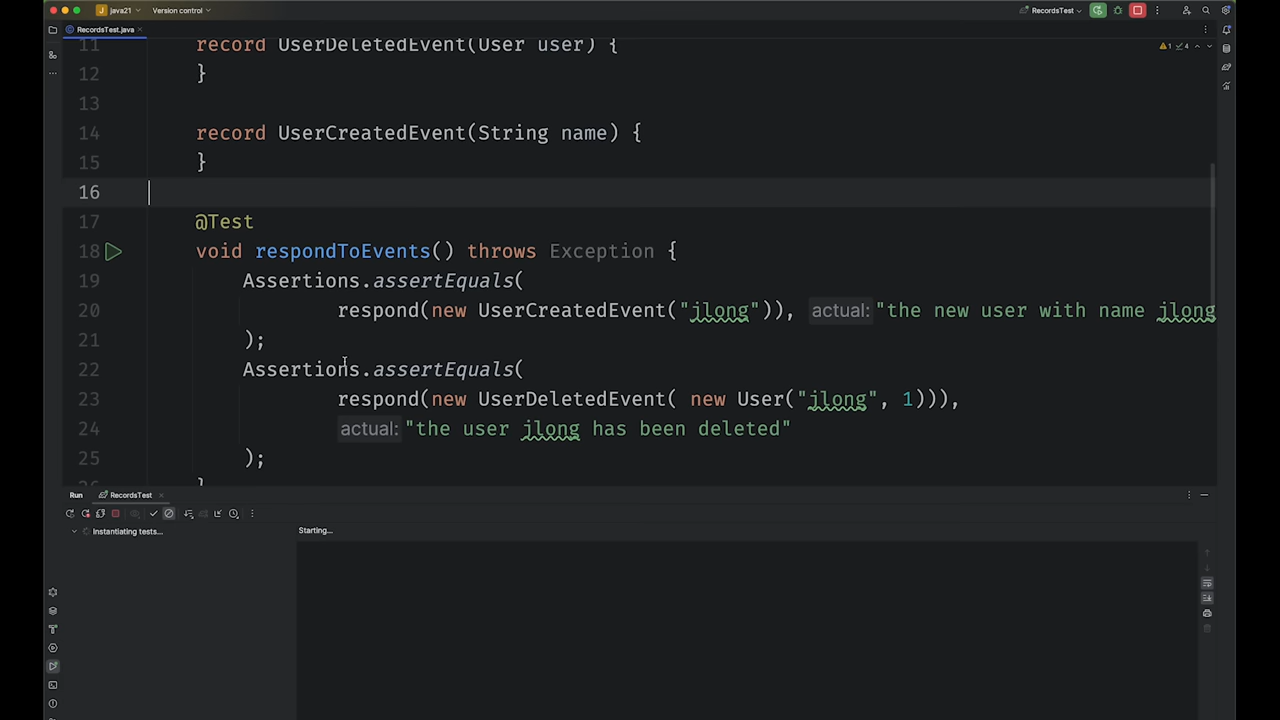 java21 Version control RecordsTest
RecordsTest.java
11 record UserDeletedEvent(User user) {
1 4
12 }
13
14 record UserCreatedEvent(String name) {
15 }
16
17 @Test
18 void respondToEvents() throws Exception {
19 Assertions.assertEquals(
20 respond(new UserCreatedEvent("jlong")), actual: "the new user with name jlong
21 );
22 Assertions.assertEquals(
23 respond(new UserDeletedEvent( new User("jlong", 1))),
24 actual: "the user jlong has been deleted"
25 );
}
Run RecordsTest
Instantiating tests... Starting...